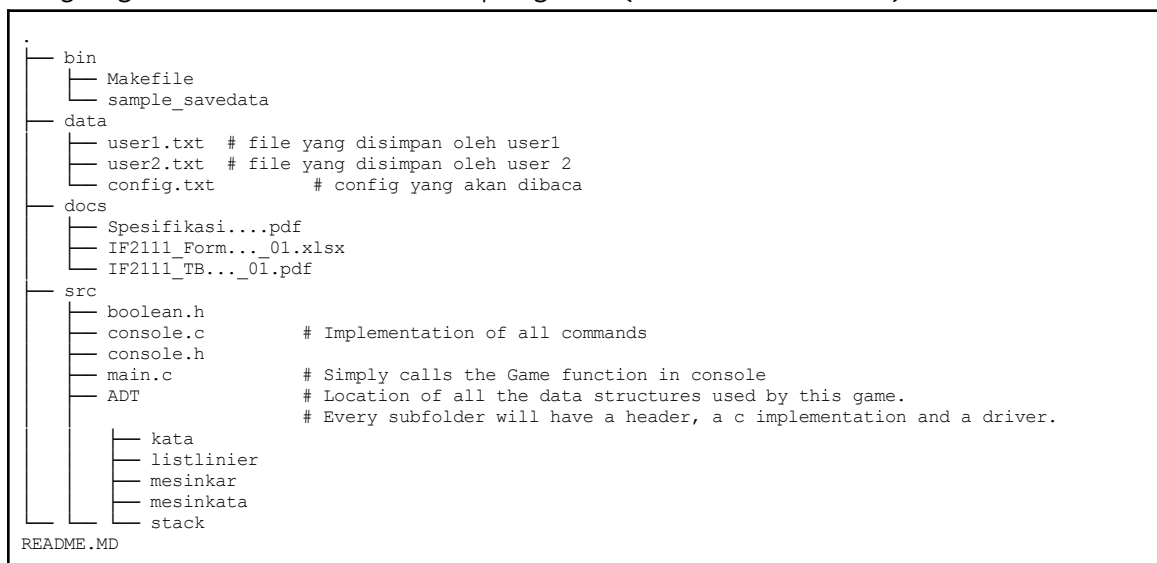 .
├── bin
│   ├── Makefile
│   └── sample_savedata
├── data
│   ├── user1.txt  # file yang disimpan oleh user1
│   ├── user2.txt  # file yang disimpan oleh user 2
│   └── config.txt          # config yang akan dibaca
├── docs
│   ├── Spesifikasi....pdf
│   ├── IF2111_Form..._01.xlsx
│   └── IF2111_TB..._01.pdf
├── src
│   ├── boolean.h
│   ├── console.c           # Implementation of all commands
│   ├── console.h
│   ├── main.c              # Simply calls the Game function in console
│   ├── ADT                 # Location of all the data structures used by this game.
│   │                       # Every subfolder will have a header, a c implementation and a driver.
│   │   ├── kata
│   │   ├── listlinier
│   │   ├── mesinkar
│   │   ├── mesinkata
└── └── └── stack
README.MD